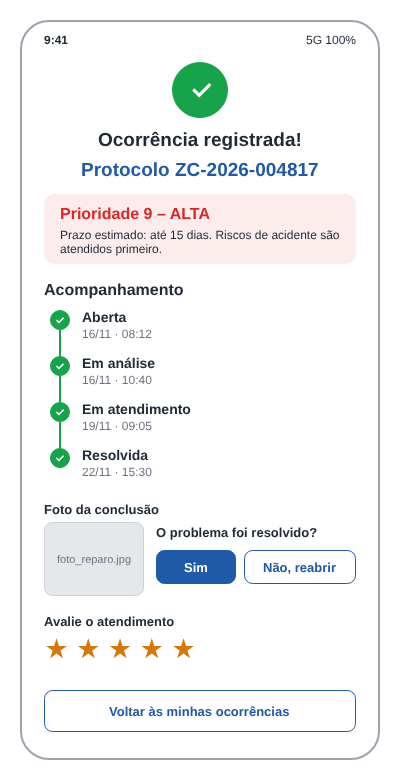 9:41
5G 100%
Ocorrência registrada!
Protocolo ZC-2026-004817
Prioridade 9 – ALTA
Prazo estimado: até 15 dias. Riscos de acidente são
atendidos primeiro.
Acompanhamento
Aberta
16/11 · 08:12
Em análise
16/11 · 10:40
Em atendimento
19/11 · 09:05
Resolvida
22/11 · 15:30
Foto da conclusão
foto_reparo.jpg
O problema foi resolvido?
Sim
Não, reabrir
Avalie o atendimento
★ ★ ★ ★ ★
Voltar às minhas ocorrências